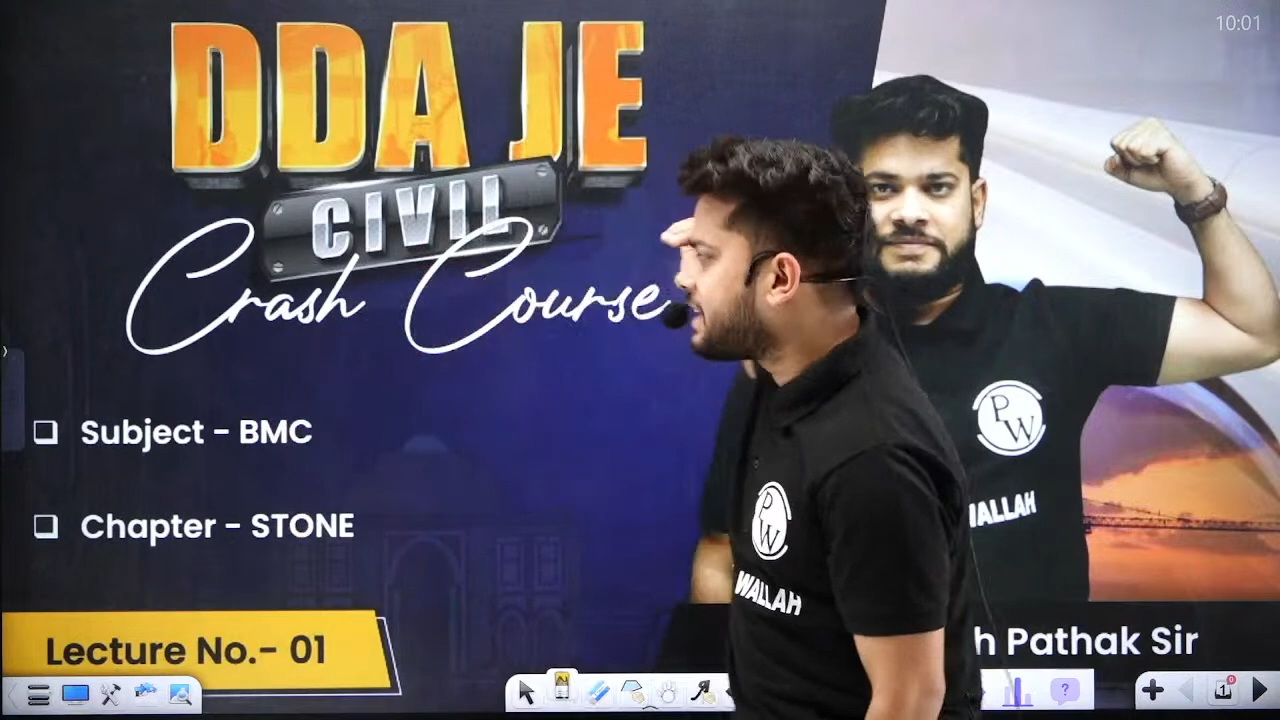 10:01
DDA JE
CIVIL
Crash Course
Subject - BMC
Chapter - STONE
Lecture No.- 01
PW
WALLAH
PW
WALLAH
Pathak Sir
1